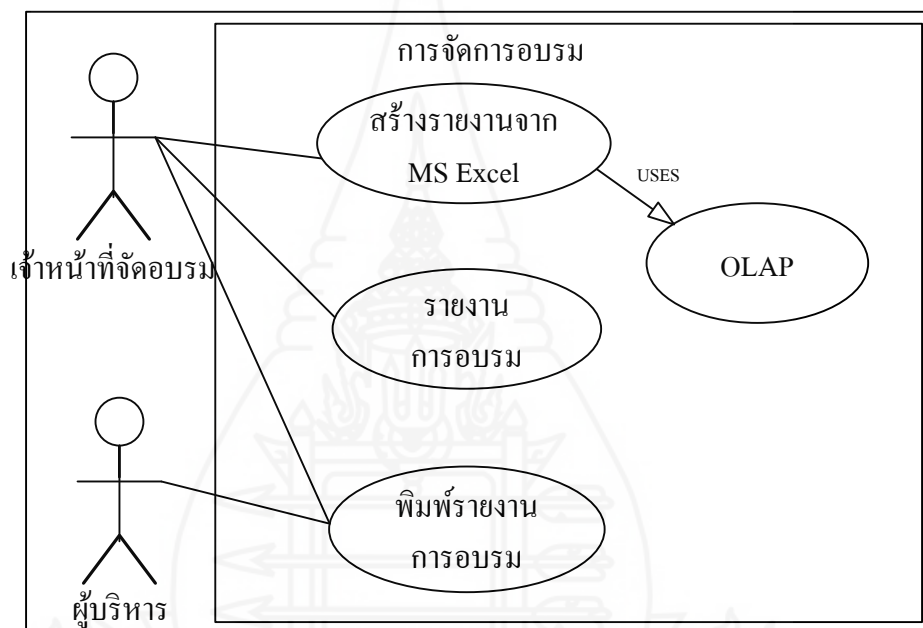 การจัดการอบรม
สร้างรายงานจาก
MS Excel
USES
OLAP
เจ้าหน้าที่จัดอบรม
รายงาน
การอบรม
พิมพ์รายงาน
การอบรม
ผู้บริหาร